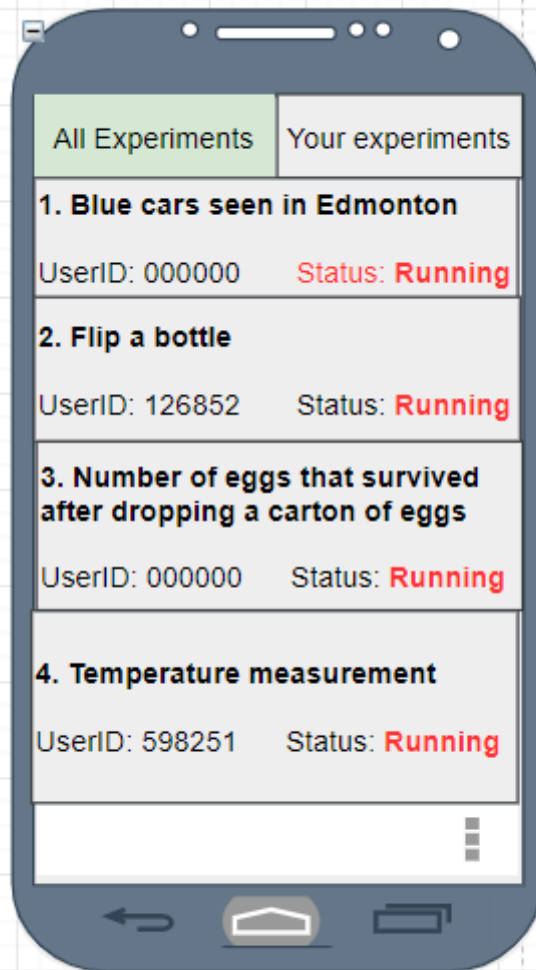 All Experiments Your experiments
1. Blue cars seen in Edmonton
UserID: 000000 Status: Running
2. Flip a bottle
UserID: 126852 Status: Running
3. Number of eggs that survived
after dropping a carton of eggs
UserID: 000000 Status: Running
4. Temperature measurement
UserID: 598251 Status: Running